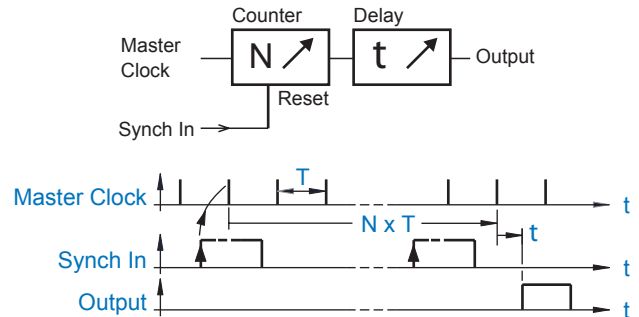 Counter
Delay
Master
Clock
N
t
Output
Reset
Synch In
T
Master Clock
t
N x T
t
Synch In
t
Output
t